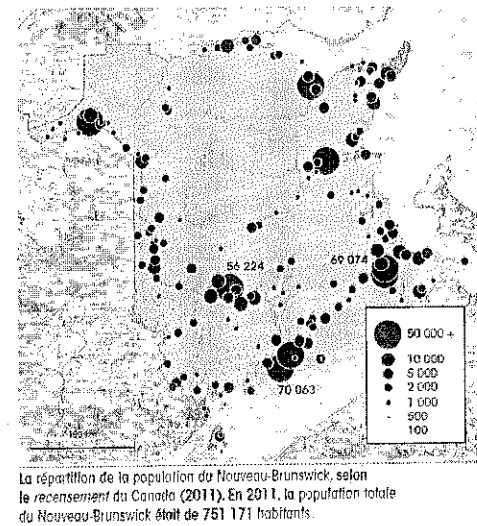 56 224
69 074
50 000 +
10 000
5 000
2 000
1 000
500
100
70 063
La répartition de la population du Nouveau-Brunswick, selon
le recensement du Canada (2011). En 2011, la population totale
du Nouveau-Brunswick était de 751 171 habitants.